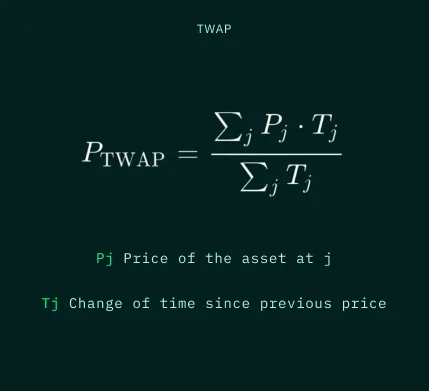 TWAP
P_TWAP = ∑_j P_j · T_j / ∑_j T_j
Pj Price of the asset at j
Tj Change of time since previous price